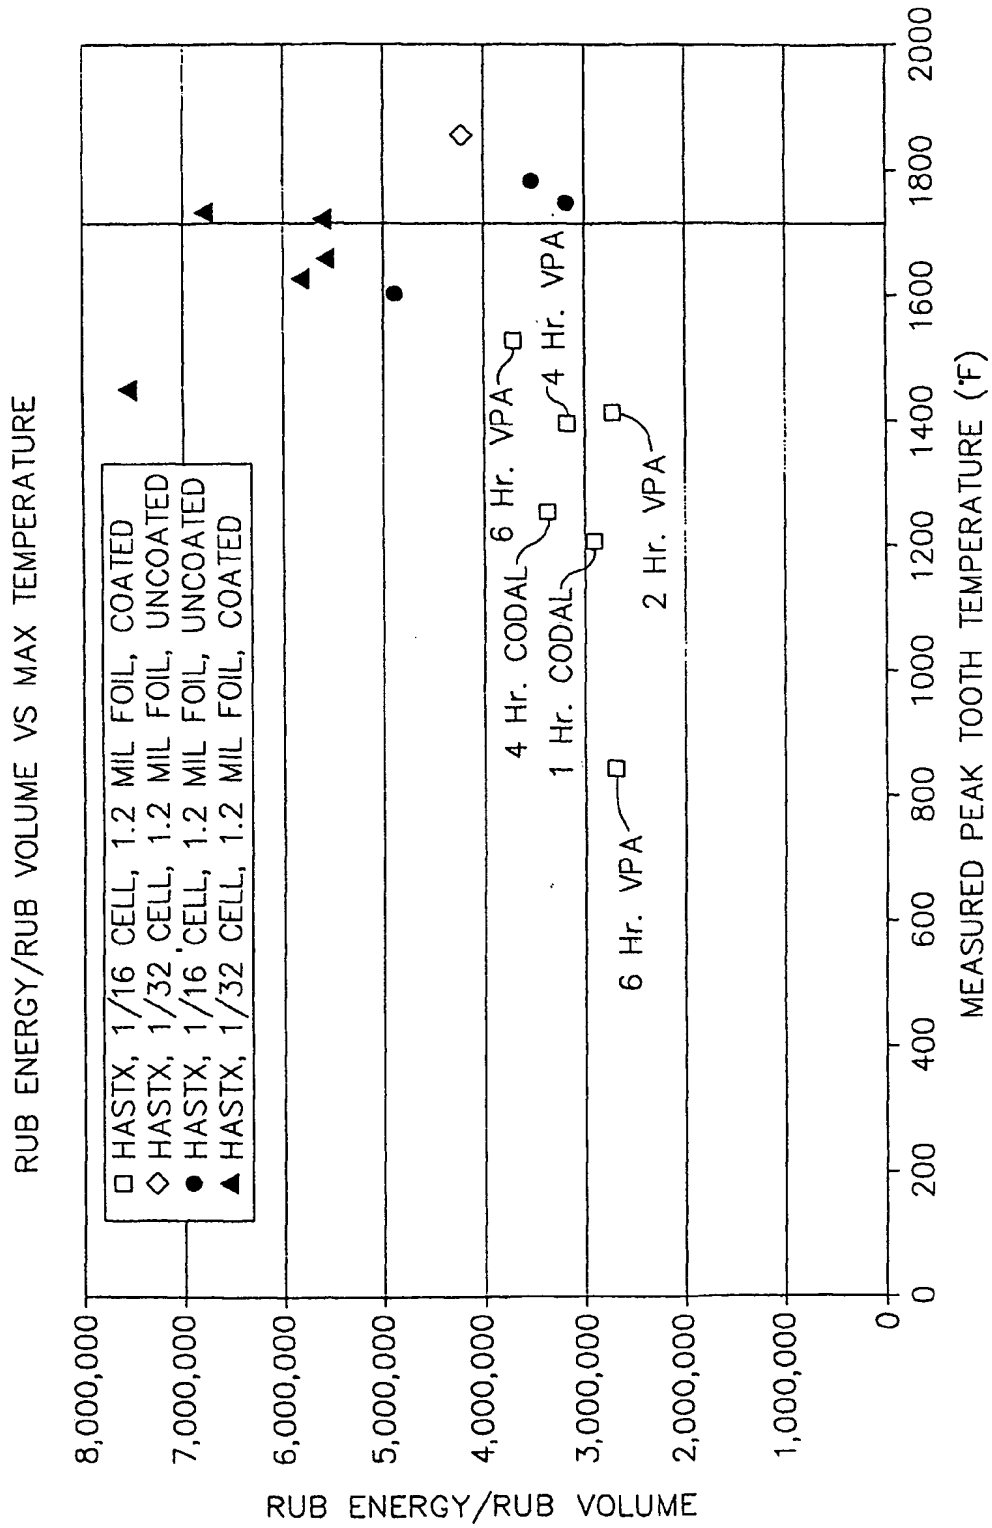 RUB ENERGY/RUB VOLUME VS MAX TEMPERATURE
HASTX, 1/16 CELL, 1.2 MIL FOIL, COATED
HASTX, 1/32 CELL, 1.2 MIL FOIL, UNCOATED
HASTX, 1/16 CELL, 1.2 MIL FOIL, UNCOATED
HASTX, 1/32 CELL, 1.2 MIL FOIL, COATED
RUB ENERGY/RUB VOLUME
8,000,000
7,000,000
6,000,000
5,000,000
4,000,000
3,000,000
2,000,000
1,000,000
0
6 Hr. VPA
4 Hr. CODAL
4 Hr. VPA
1 Hr. CODAL
2 Hr. VPA
6 Hr. VPA
0
200
400
600
800
1000
1200
1400
1600
1800
2000
MEASURED PEAK TOOTH TEMPERATURE (°F)